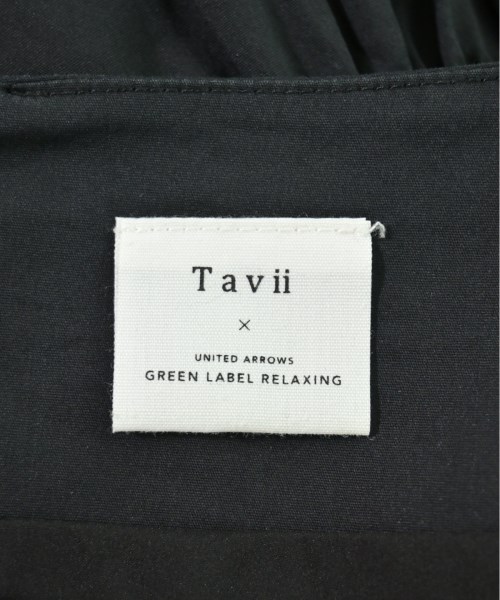 Tavii
×
UNITED ARROWS
GREEN LABEL RELAXING